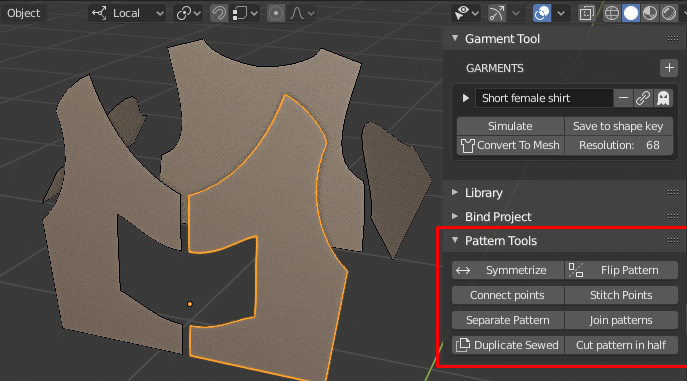 Object
Local
Garment Tool
GARMENTS
+
Short female shirt
Simulate Save to shape key
Convert To Mesh Resolution: 68
Library
Bind Project
Pattern Tools
Symmetrize Flip Pattern
Connect points Stitch Points
Separate Pattern Join patterns
Duplicate Sewed Cut pattern in half